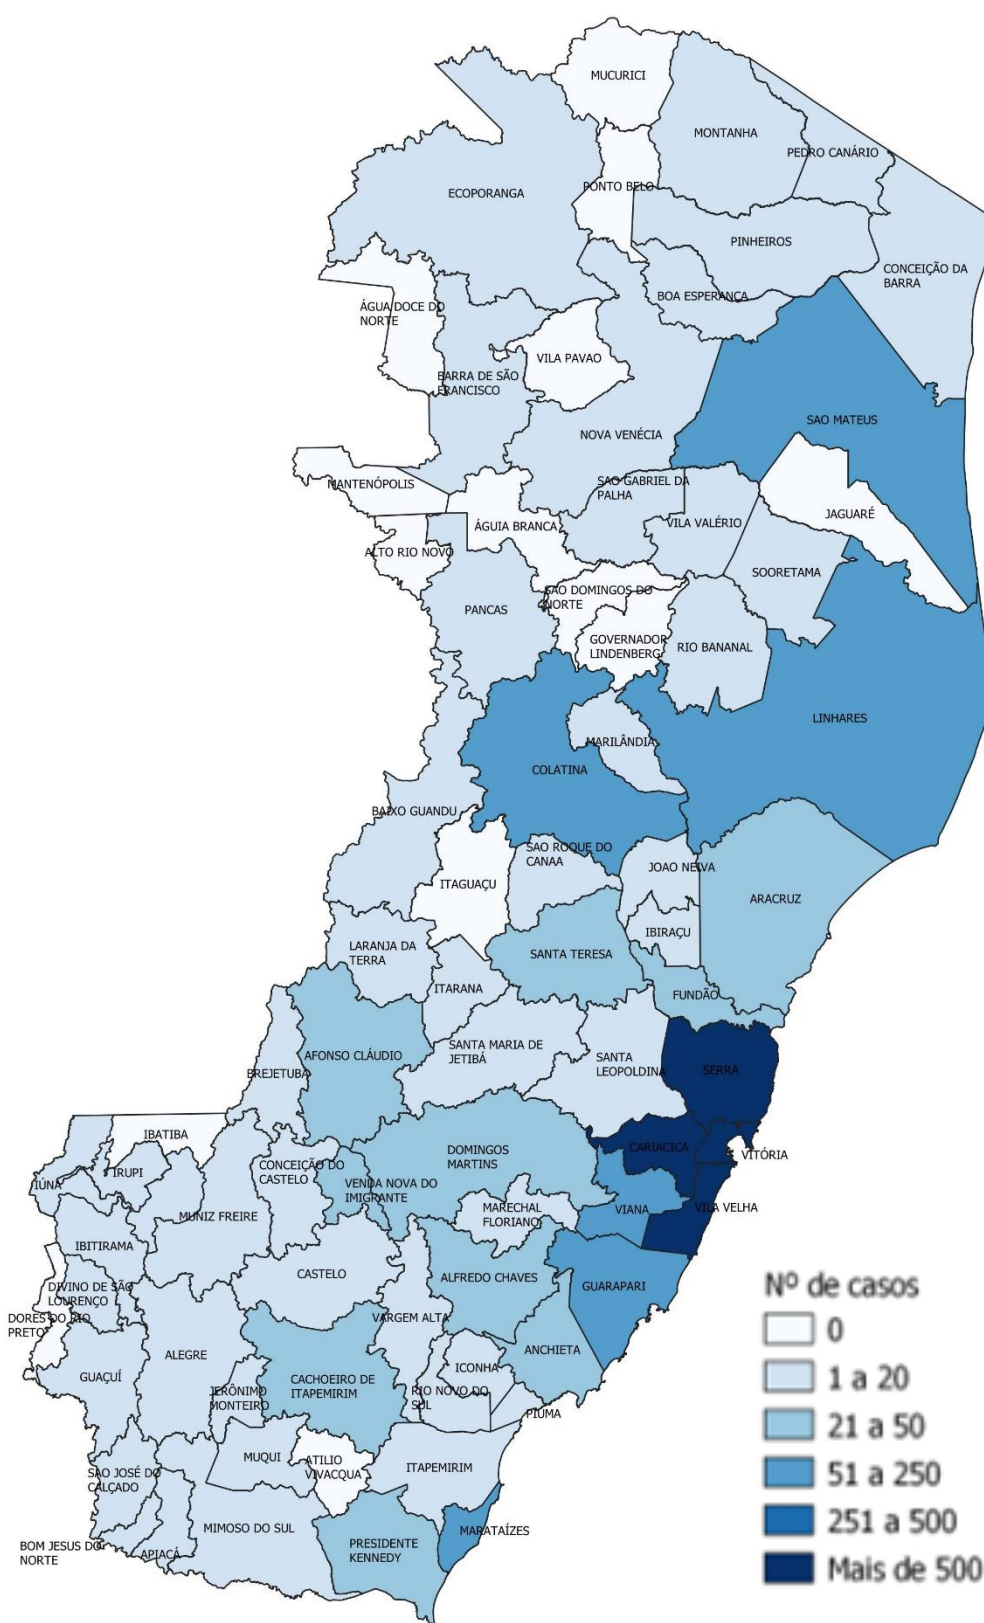 MUCURICI
MONTANHA
PEDRO CANÁRIO
PONTO BELO
ECOPORANGA
PINHEIROS
CONCEIÇÃO DA
BARRA
BOA ESPERANÇA
ÁGUA DOCE DO
NORTE
VILA PAVAO
BARRA DE SÃO
FRANCISCO
SAO MATEUS
NOVA VENÉCIA
MANTENÓPOLIS
SAO GABRIEL DA
PALHA
JAGUARÉ
VILA VALÉRIO
ÁGUIA BRANCA
ALTO RIO NOVO
SOORETAMA
SAO DOMINGOS DO
NORTE
PANCAS
GOVERNADOR
LINDENBERG
RIO BANANAL
LINHARES
MARILÂNDIA
COLATINA
BAIXO GUANDU
SAO ROQUE DO
CANAA
JOAO NEIVA
ITAGUAÇU
ARACRUZ
IBIRAÇU
LARANJA DA
TERRA
SANTA TERESA
ITARANA
FUNDÃO
AFONSO CLÁUDIO
SANTA MARIA DE
JETIBÁ
SANTA
LEOPOLDINA
SERRA
BREJETUBA
IBATIBA
CARIACICA
VITÓRIA
DOMINGOS
MARTINS
CONCEIÇÃO DO
CASTELO
IRUPI
IÚNA
VENDA NOVA DO
IMIGRANTE
MARECHAL
FLORIANO
VIANA
VILA VELHA
MUNIZ FREIRE
IBITIRAMA
CASTELO
ALFREDO CHAVES
GUARAPARI
DIVINO DE SÃO
LOURENÇO
DORES DO RIO
PRETO
VARGEM ALTA
ANCHIETA
ALEGRE
ICONHA
GUAÇUÍ
CACHOEIRO DE
ITAPEMIRIM
JERÔNIMO
MONTEIRO
RIO NOVO DO
SUL
PIÚMA
MUQUI
ATILIO
VIVACQUA
ITAPEMIRIM
SÃO JOSÉ DO
CALÇADO
MIMOSO DO SUL
MARATAÍZES
PRESIDENTE
KENNEDY
BOM JESUS DO
NORTE
APIACÁ
Nº de casos
0
1 a 20
21 a 50
51 a 250
251 a 500
Mais de 500